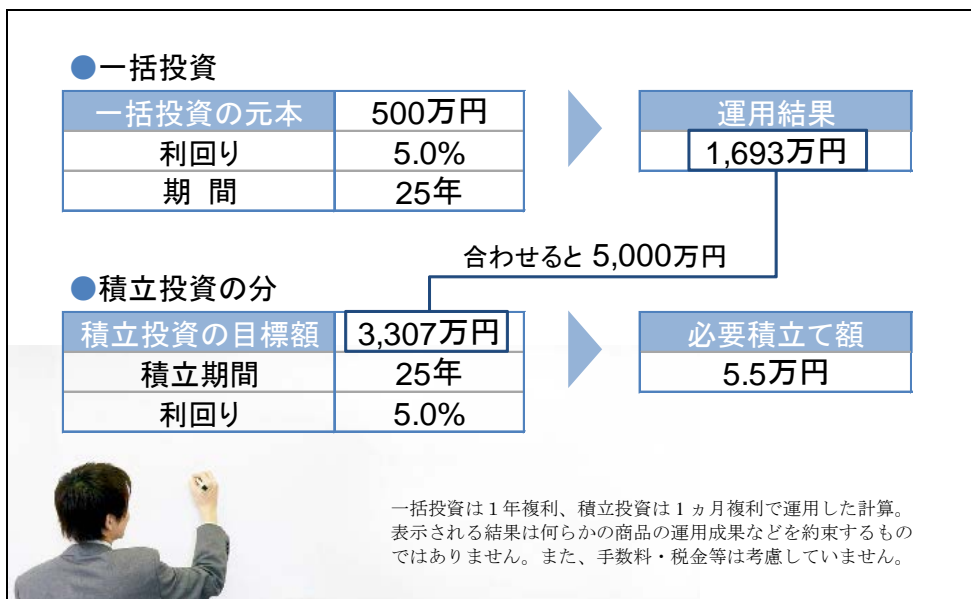 ●一括投資
一括投資の元本 500万円
利回り 5.0%
期 間 25年
運用結果
1,693万円
合わせると 5,000万円
●積立投資の分
積立投資の目標額 3,307万円
積立期間 25年
利回り 5.0%
必要積立て額
5.5万円
一括投資は1年複利、積立投資は1ヵ月複利で運用した計算。
表示される結果は何らかの商品の運用成果などを約束するもの
ではありません。また、手数料・税金等は考慮していません。